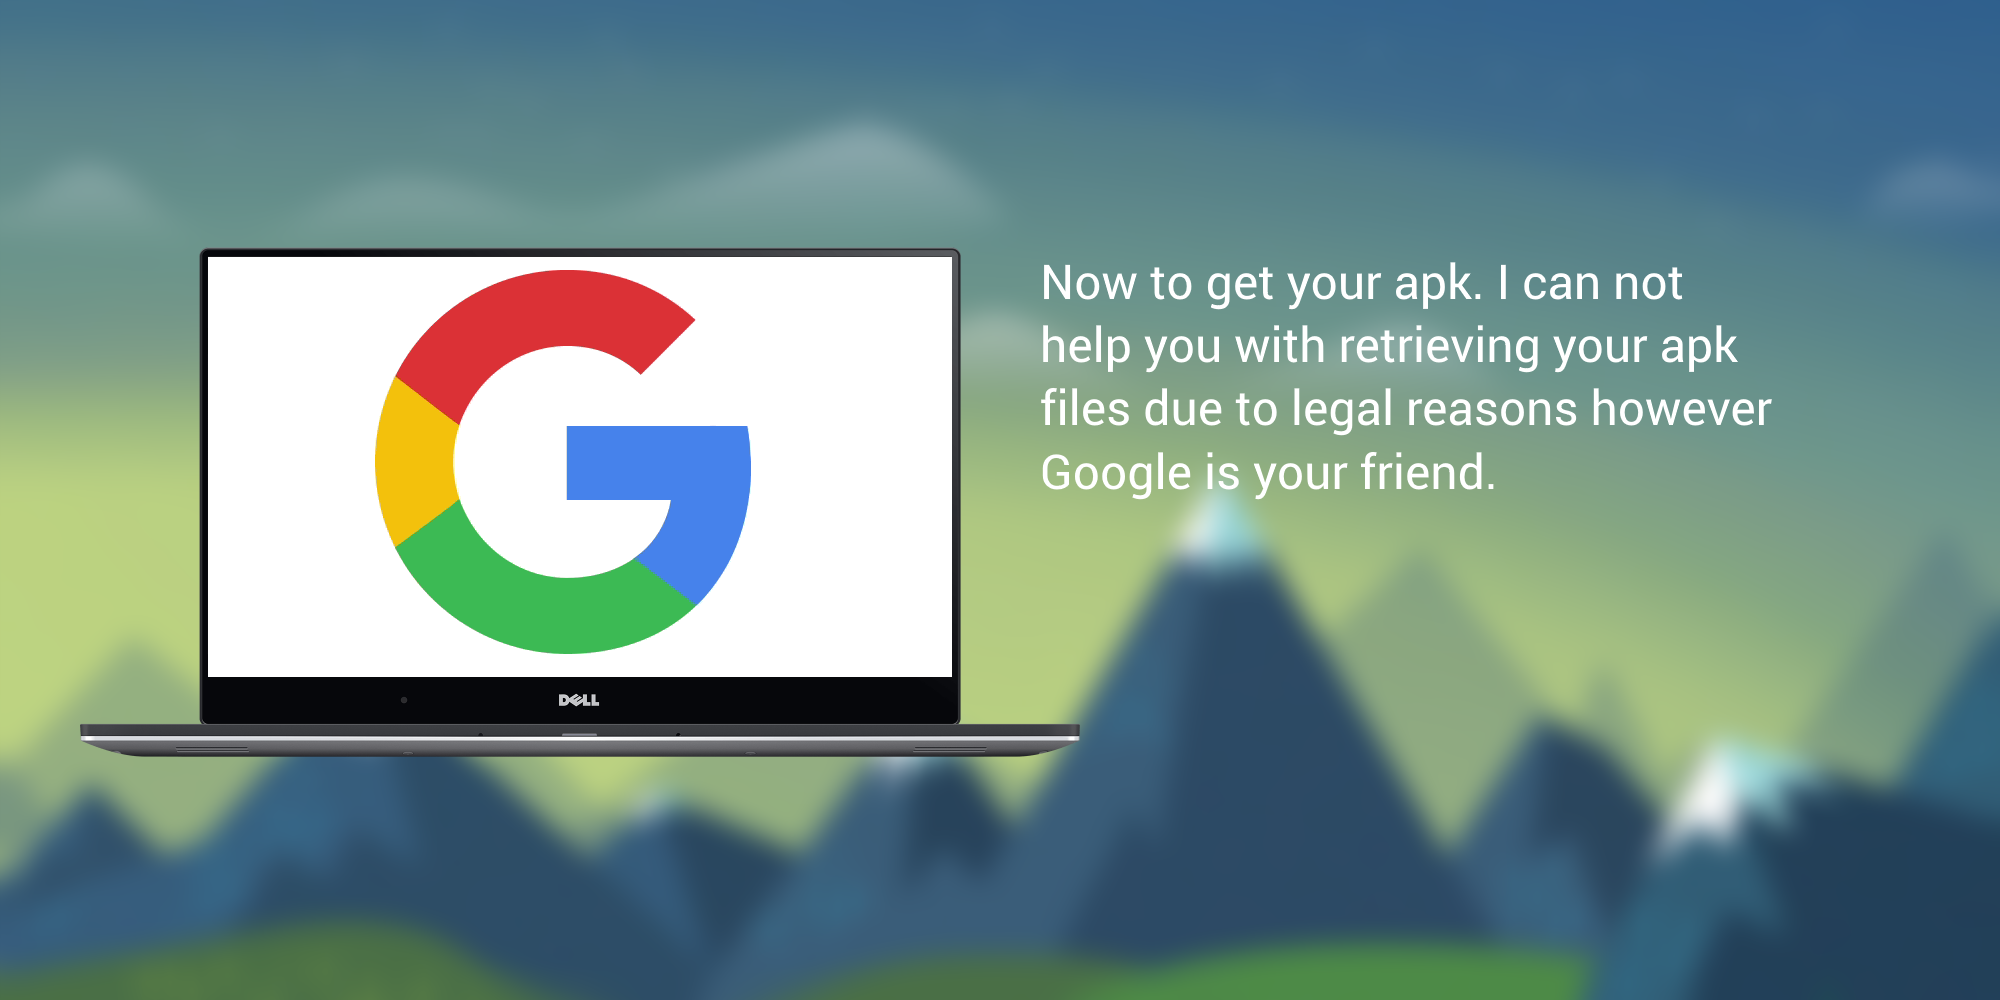 Now to get your apk. I can not
help you with retrieving your apk
files due to legal reasons however
Google is your friend.
DELL